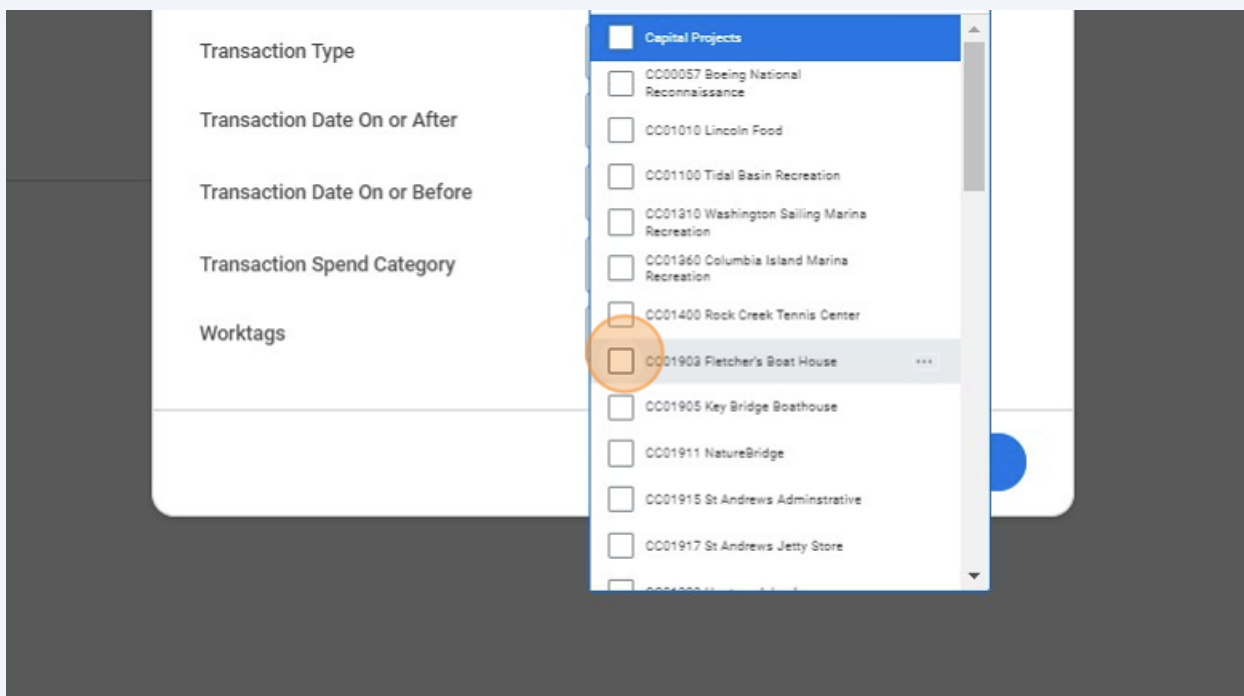 Transaction Type
Transaction Date On or After
Transaction Date On or Before
Transaction Spend Category
Worktags
Capital Projects
CC00057 Boeing National
Reconnaissance
CC01010 Lincoln Food
CC01100 Tidal Basin Recreation
CC01310 Washington Sailing Marina
Recreation
CC01360 Columbia Island Marina
Recreation
CC01400 Rock Creek Tennis Center
CC01903 Fletcher's Boat House
CC01905 Key Bridge Boathouse
CC01911 NatureBridge
CC01915 St Andrews Adminstrative
CC01917 St Andrews Jetty Store